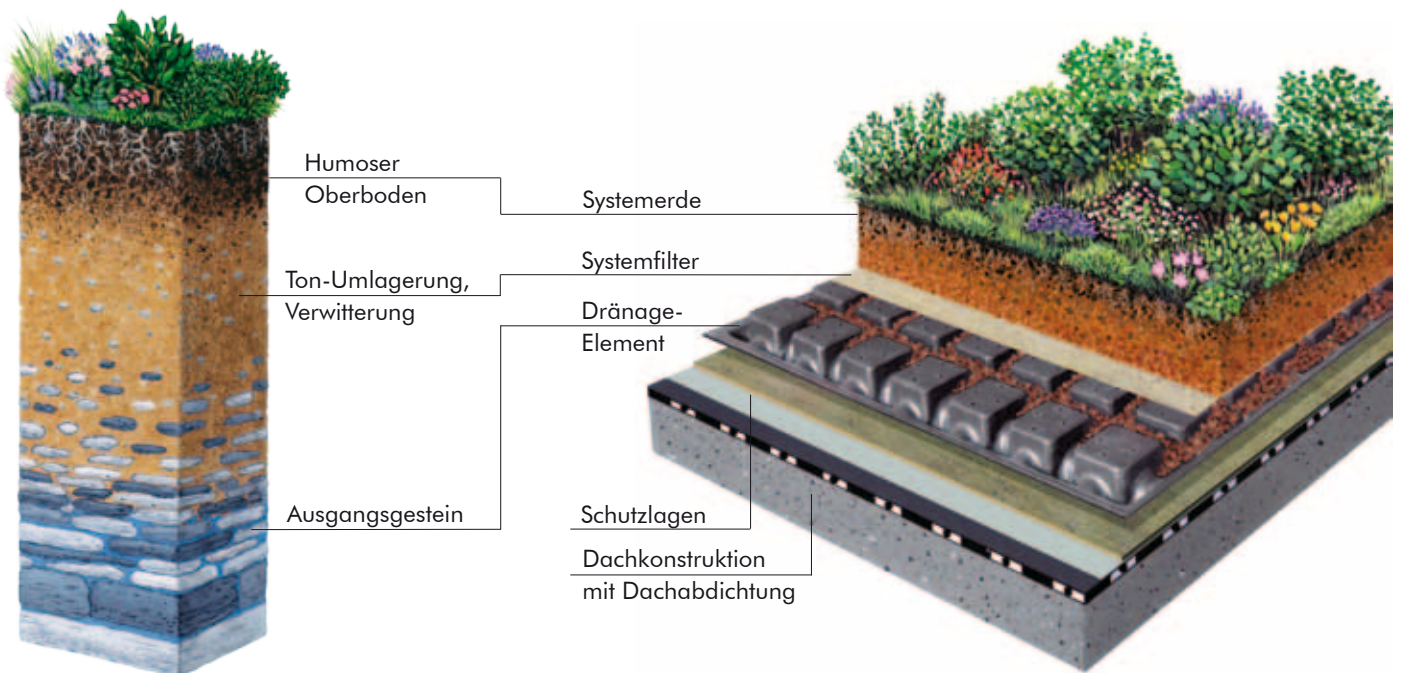 Humoser
Oberboden
Systemerde
Ton-Umlagerung,
Verwitterung
Systemfilter
Dränage-
Element
Ausgangsgestein
Schutzlagen
Dachkonstruktion
mit Dachabdichtung